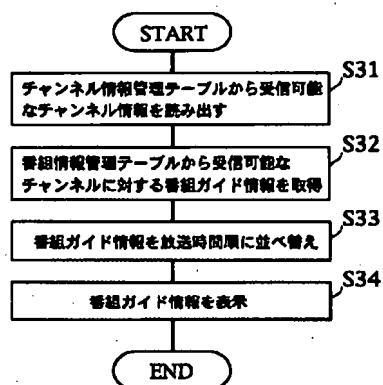 START
S31
チャンネル情報管理テーブルから受信可能
なチャンネル情報を読み出す
S32
番組情報管理テーブルから受信可能な
チャンネルに対する番組ガイド情報を取得
S33
番組ガイド情報を放送時間順に並べ替え
S34
番組ガイド情報を表示
END